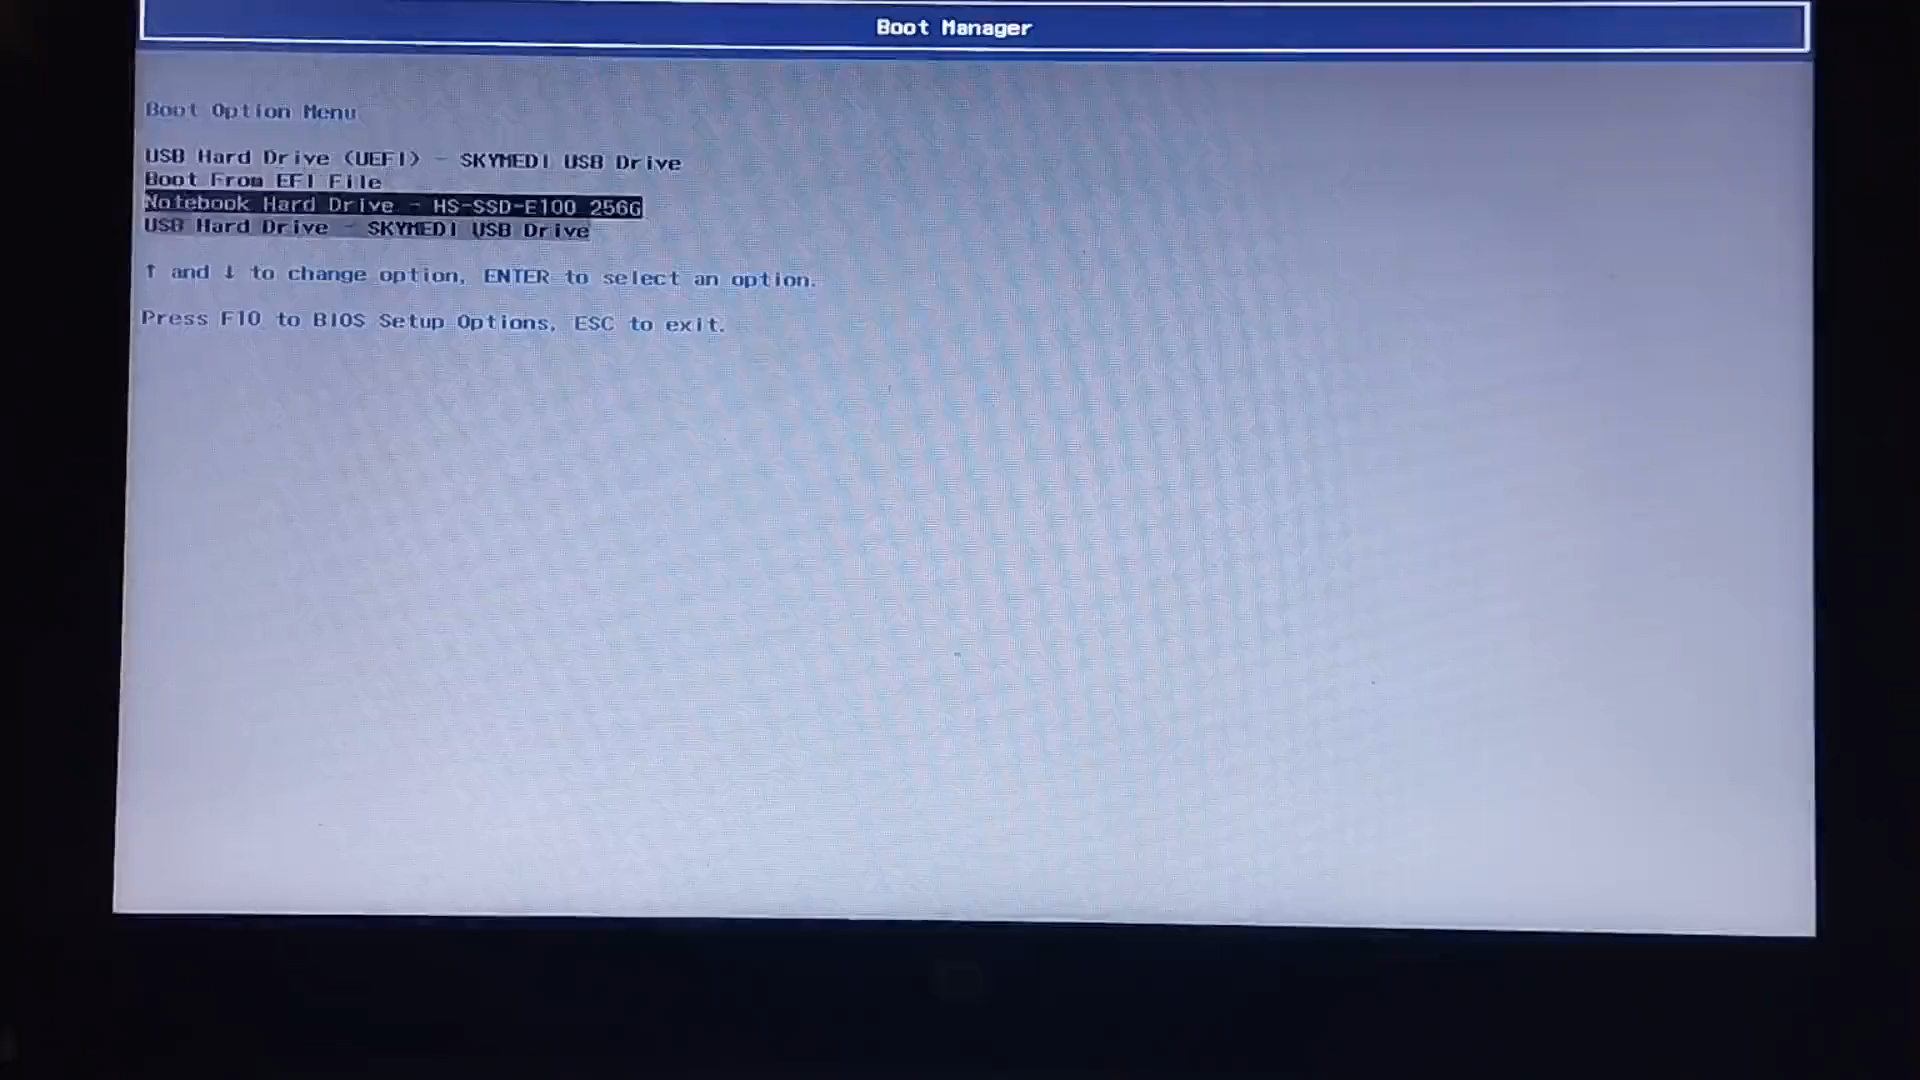 Boot Manager
Boot Option Menu
USB Hard Drive (UEFI) - SKYMEDI USB Drive
Boot From EFI File
Notebook Hard Drive - HS-SSD-E100 256G
USB Hard Drive - SKYMEDI USB Drive
↑ and ↓ to change option, ENTER to select an option.
Press F10 to BIOS Setup Options, ESC to exit.